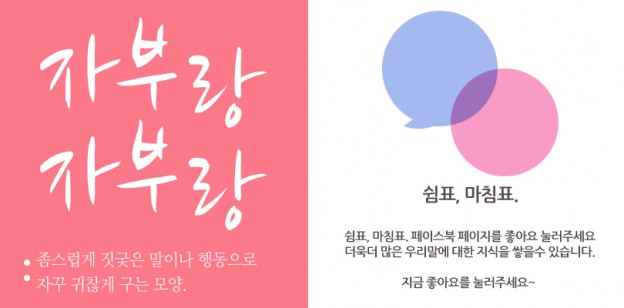 자부랑
자부랑
좀스럽게 짓궂은 말이나 행동으로
자꾸 귀찮게 구는 모양.
쉼표, 마침표.
쉼표, 마침표. 페이스북 페이지를 좋아요 눌러주세요
더욱더 많은 우리말에 대한 지식을 쌓을수 있습니다.
지금 좋아요를 눌러주세요~